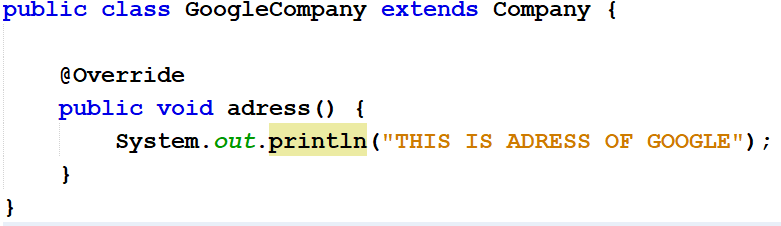 public class GoogleCompany extends Company {
@Override
public void adress() {
System.out.println("THIS IS ADRESS OF GOOGLE");
}
}